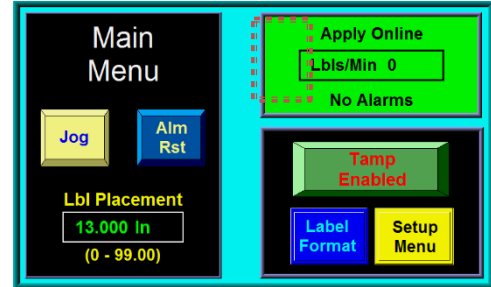 Main
Menu
Jog
Alm
Rst
Lbl Placement
13.000 In
(0 - 99.00)
Apply Online
Lbls/Min 0
No Alarms
Tamp
Enabled
Label
Format
Setup
Menu